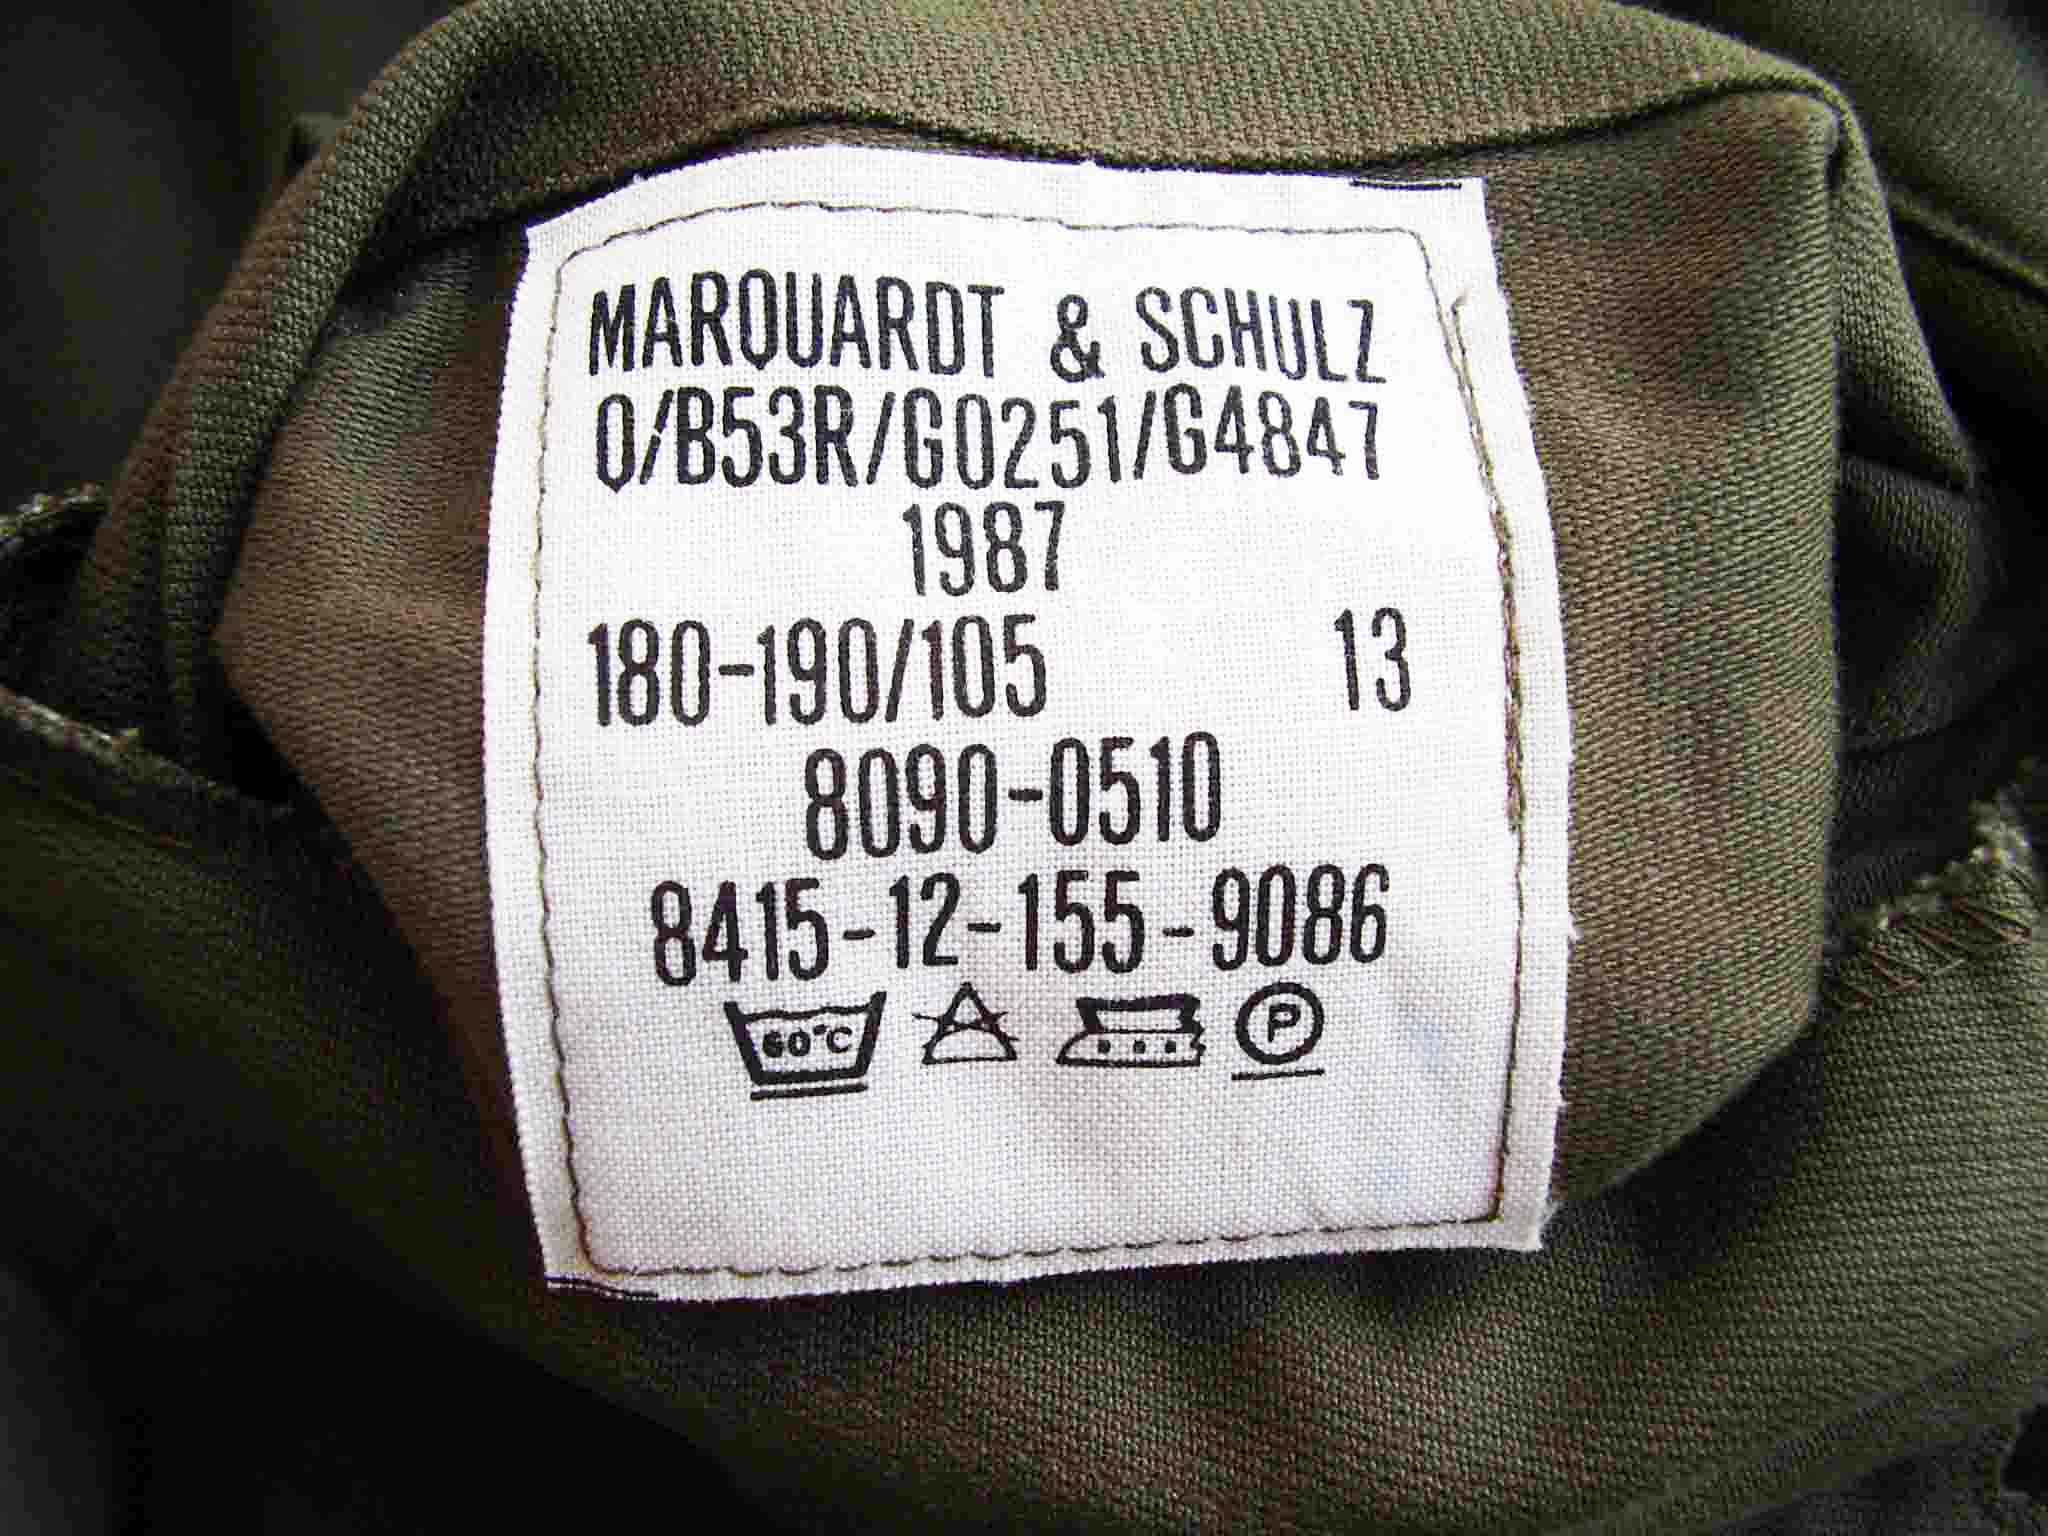 MARQUARDT & SCHULZ
0/B53R/G0251/G4847
1987
180-190/105 13
8090-0510
8415-12-155-9086
60°C P